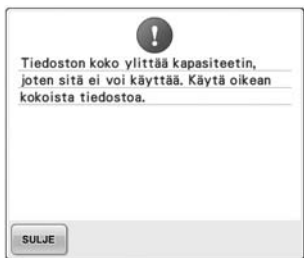 Tiedoston koko ylittää kapasiteetin,
joten sitä ei voi käyttää. Käytä oikean
kokoista tiedostoa.
SULJE